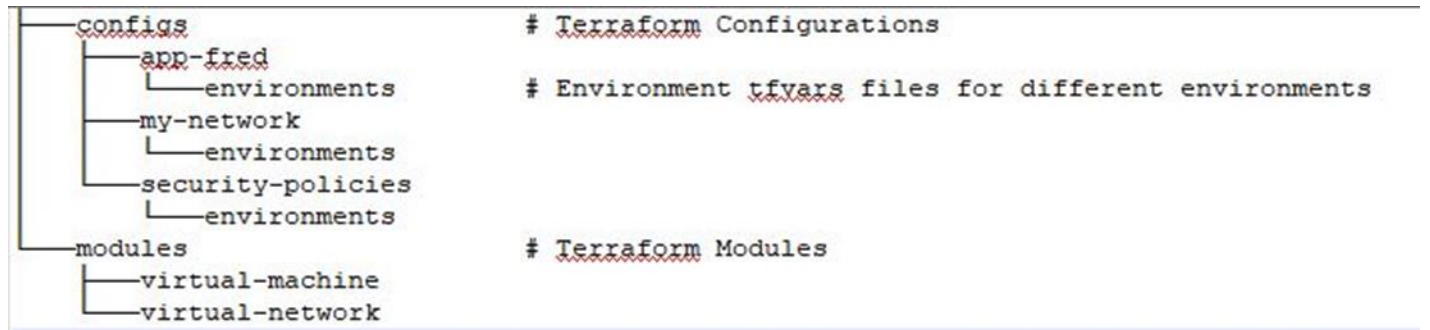 ├───configs                     # Terraform Configurations
│   ├───app-fred
│   │   └───environments        # Environment tfvars files for different environments
│   ├───my-network
│   │   └───environments
│   └───security-policies
│       └───environments
└───modules                     # Terraform Modules
    ├───virtual-machine
    └───virtual-network